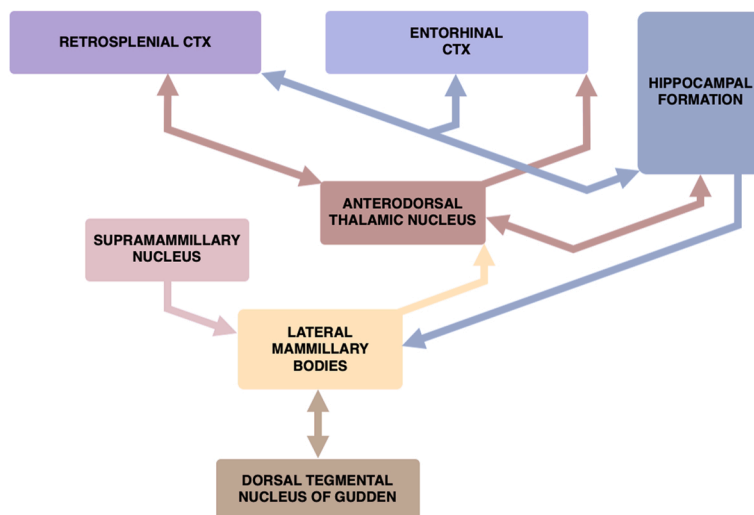 RETROSPLENIAL CTX
ENTORHINAL
CTX
HIPPOCAMPAL
FORMATION
ANTERODORSAL
THALAMIC NUCLEUS
SUPRAMAMMILLARY
NUCLEUS
LATERAL
MAMMILLARY
BODIES
DORSAL TEGMENTAL
NUCLEUS OF GUDDEN